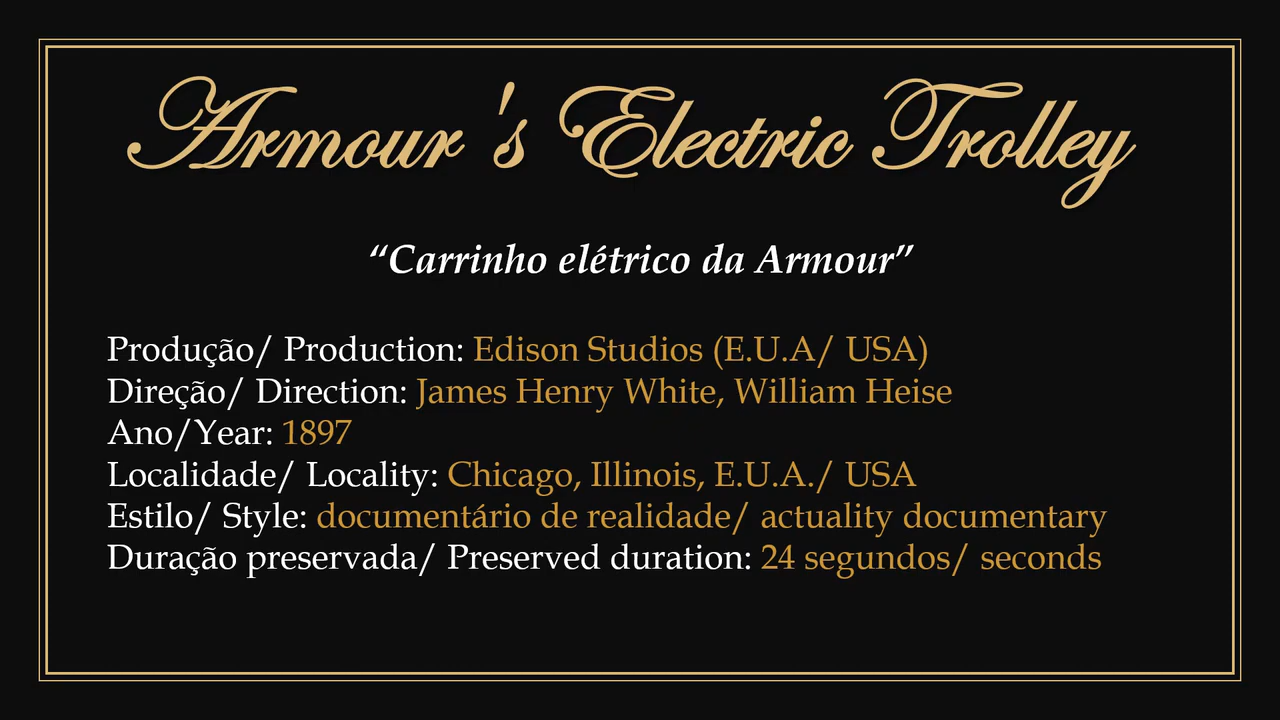 Armour 's Electric Trolley
“Carrinho elétrico da Armour”
Produção/ Production: Edison Studios (E.U.A/ USA)
Direção/ Direction: James Henry White, William Heise
Ano/Year: 1897
Localidade/ Locality: Chicago, Illinois, E.U.A./ USA
Estilo/ Style: documentário de realidade/ actuality documentary
Duração preservada/ Preserved duration: 24 segundos/ seconds